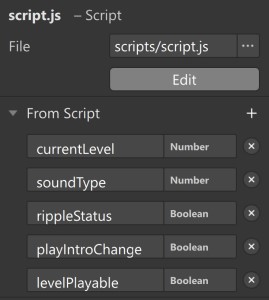 script.js – Script
File scripts/script.js ...
Edit
From Script +
currentLevel Number
soundType Number
rippleStatus Boolean
playIntroChange Boolean
levelPlayable Boolean